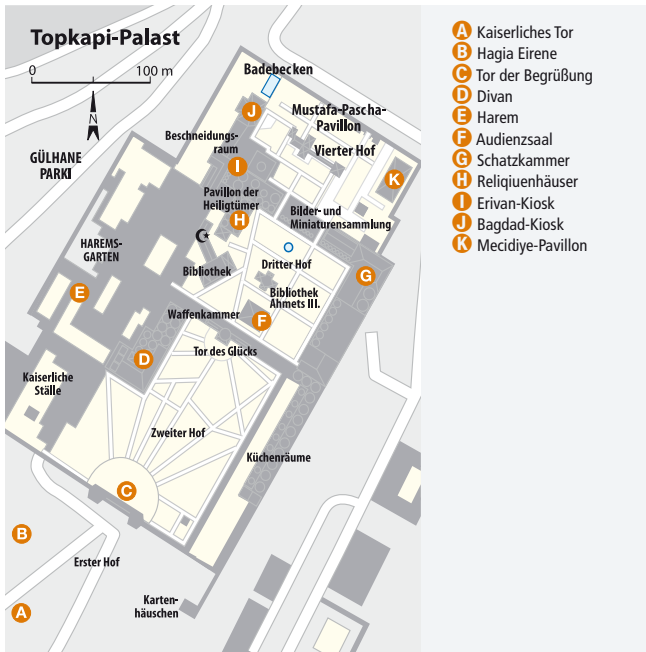 Topkapi-Palast
0 100 m
N
Badebecken
J
Mustafa-Pascha-
Pavillon
Beschneidungs-
raum
Vierter Hof
GÜLHANE
PARKI
I
K
Pavillon der
Heiligtümer
H
Bilder- und
Miniaturensammlung
HAREMS-
GARTEN
Dritter Hof
Bibliothek
G
E
Bibliothek
Ahmets III.
Waffenkammer
F
Tor des Glücks
D
Kaiserliche
Ställe
Zweiter Hof
Küchenräume
C
B
Erster Hof
Karten-
häuschen
A
A Kaiserliches Tor
B Hagia Eirene
C Tor der Begrüßung
D Divan
E Harem
F Audienzsaal
G Schatzkammer
H Reliqiuenhäuser
I Erivan-Kiosk
J Bagdad-Kiosk
K Mecidiye-Pavillon